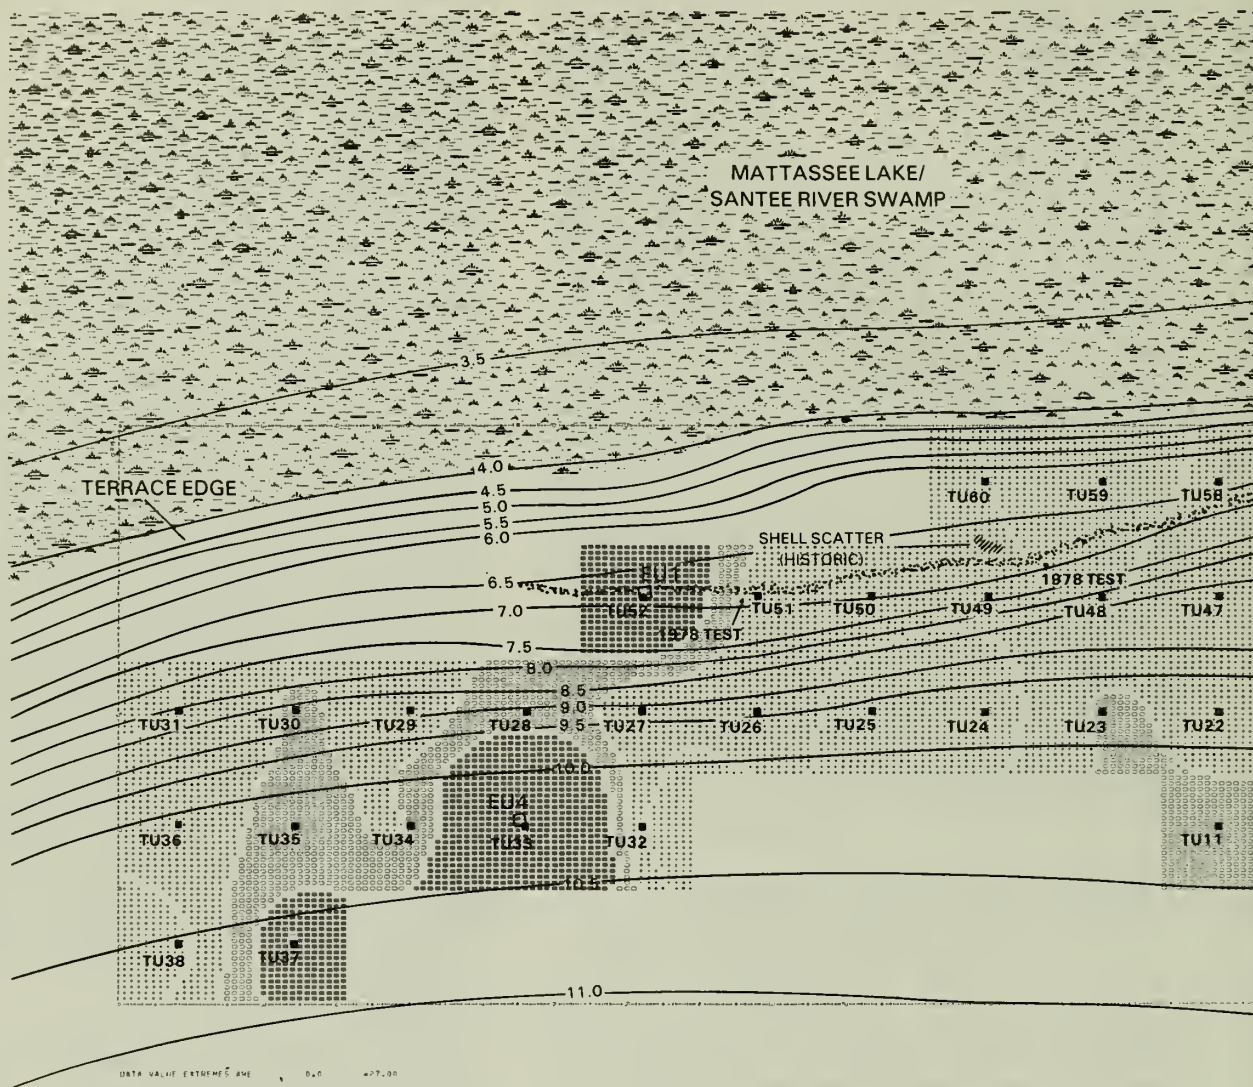 MATTASSEE LAKE/
SANTEE RIVER SWAMP
3.5
4.0
TERRACE EDGE
4.5
5.0
5.5
6.0
TU60 TU59 TU58
SHELL SCATTER
(HISTORIC)
EU1
6.5
1978 TEST
7.0
TU52 TU51 TU50 TU49 TU48 TU47
1978 TEST
7.5
8.0
8.5
9.0
9.5
TU31 TU30 TU29 TU28 TU27 TU26 TU25 TU24 TU23 TU22
10.0
EU4
TU36 TU35 TU34 TU33 TU32 TU11
10.5
TU38 TU37
11.0
DATA VALUE EXTREMES ARE 0.0